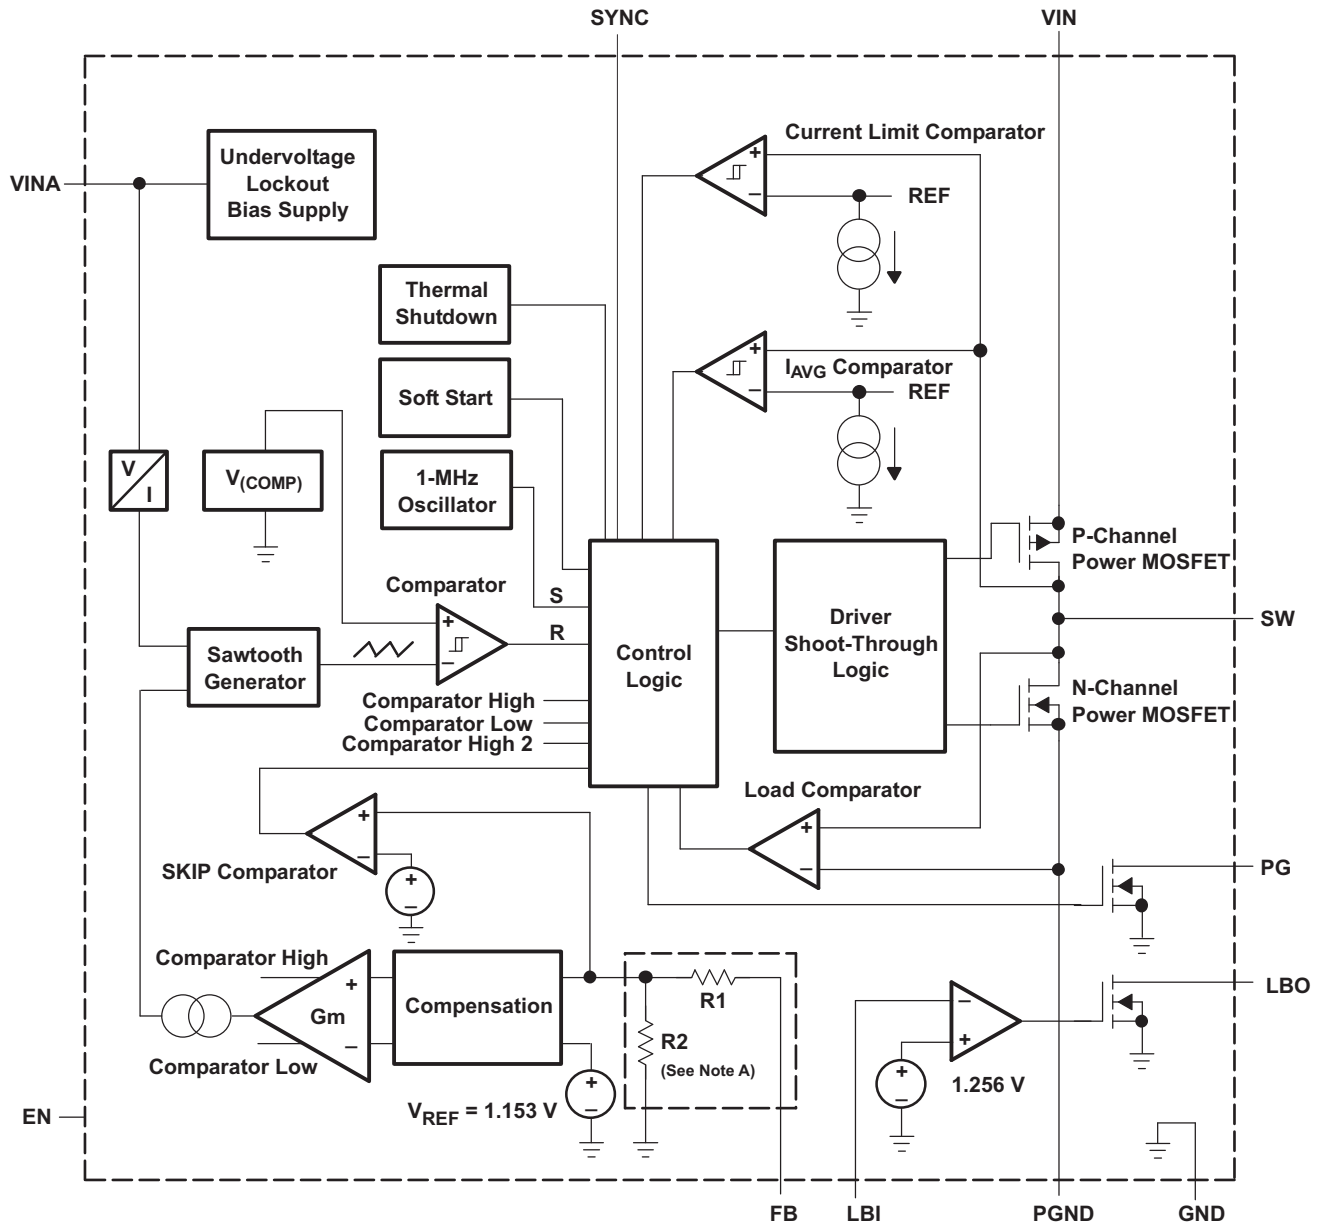 SYNC
VIN
Current Limit Comparator
Undervoltage
Lockout
Bias Supply
VINA
+
−
REF
Thermal
Shutdown
+
−
I_AVG Comparator
REF
Soft Start
V
I
V(COMP)
1-MHz
Oscillator
P-Channel
Power MOSFET
Comparator
S
+
−
R
Driver
Shoot-Through
Logic
SW
Sawtooth
Generator
Control
Logic
N-Channel
Power MOSFET
Comparator High
Comparator Low
Comparator High 2
Load Comparator
+
−
+
−
SKIP Comparator
+
−
PG
Comparator High
+
Gm
−
Compensation
R1
R2
(See Note A)
−
+
LBO
Comparator Low
V_REF = 1.153 V
+
−
+
−
1.256 V
EN
FB
LBI
PGND
GND